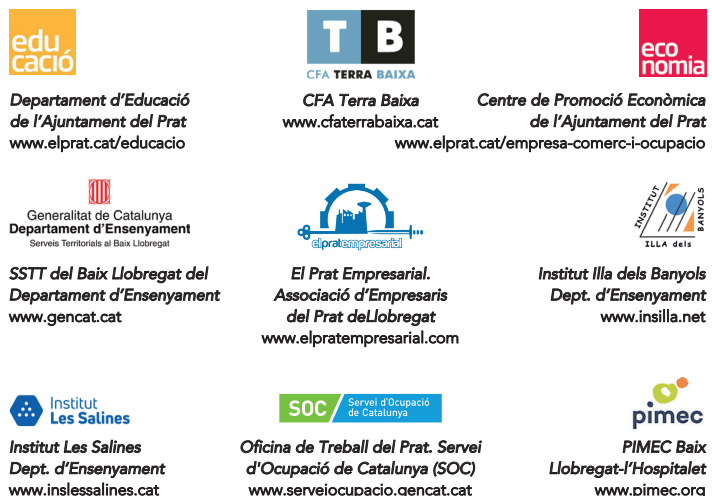 edu
cació
Departament d’Educació
de l’Ajuntament del Prat
www.elprat.cat/educacio
T B
CFA TERRA BAIXA
CFA Terra Baixa
www.cfaterrabaixa.cat
eco
nomia
Centre de Promoció Econòmica
de l’Ajuntament del Prat
www.elprat.cat/empresa-comerc-i-ocupacio
Generalitat de Catalunya
Departament d’Ensenyament
Serveis Territorials al Baix Llobregat
SSTT del Baix Llobregat del
Departament d’Ensenyament
www.gencat.cat
elpratempresarial
El Prat Empresarial.
Associació d’Empresaris
del Prat deLlobregat
www.elpratempresarial.com
INSTITUT
BANYOLS
ILLA dels
Institut Illa dels Banyols
Dept. d’Ensenyament
www.insilla.net
Institut
Les Salines
Institut Les Salines
Dept. d’Ensenyament
www.inslessalines.cat
SOC
Servei d’Ocupació
de Catalunya
Oficina de Treball del Prat. Servei
d'Ocupació de Catalunya (SOC)
www.serveiocupacio.gencat.cat
pimec
PIMEC Baix
Llobregat-l’Hospitalet
www.pimec.org